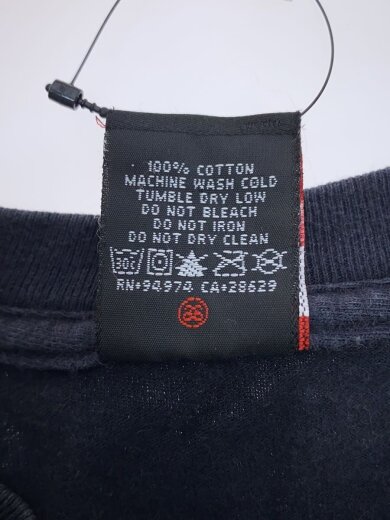 100% COTTON
MACHINE WASH COLD
TUMBLE DRY LOW
DO NOT BLEACH
DO NOT IRON
DO NOT DRY CLEAN
30C
RN*94974 CA*28629